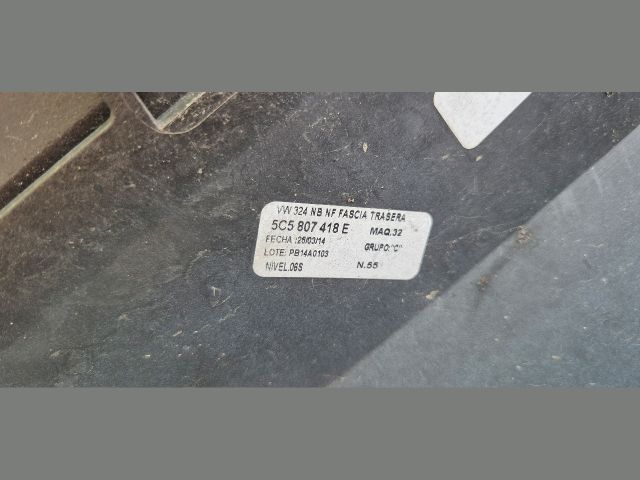 VW 324 NB NF FASCIA TRASERA
5C5 807 418 E MAQ.32
FECHA :26/03/14 GRUPO:"C"
LOTE: PB14A0103
NIVEL.06S N.55